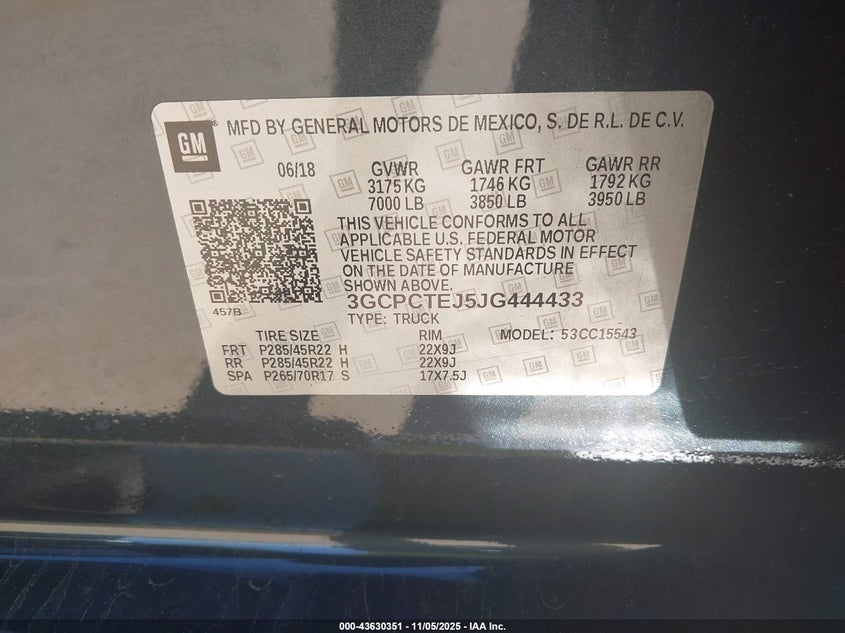 GM
MFD BY GENERAL MOTORS DE MEXICO, S. DE R.L. DE C.V.
06/18 GVWR GAWR FRT GAWR RR
3175 KG 1746 KG 1792 KG
7000 LB 3850 LB 3950 LB
THIS VEHICLE CONFORMS TO ALL
APPLICABLE U.S. FEDERAL MOTOR
VEHICLE SAFETY STANDARDS IN EFFECT
ON THE DATE OF MANUFACTURE
SHOWN ABOVE.
457B
3GCPCTEJ5JG444433
TYPE: TRUCK
TIRE SIZE RIM MODEL: 53CC15543
FRT P285/45R22 H 22X9J
RR P285/45R22 H 22X9J
SPA P265/70R17 S 17X7.5J
000-43630351 - 11/05/2025 - IAA Inc.